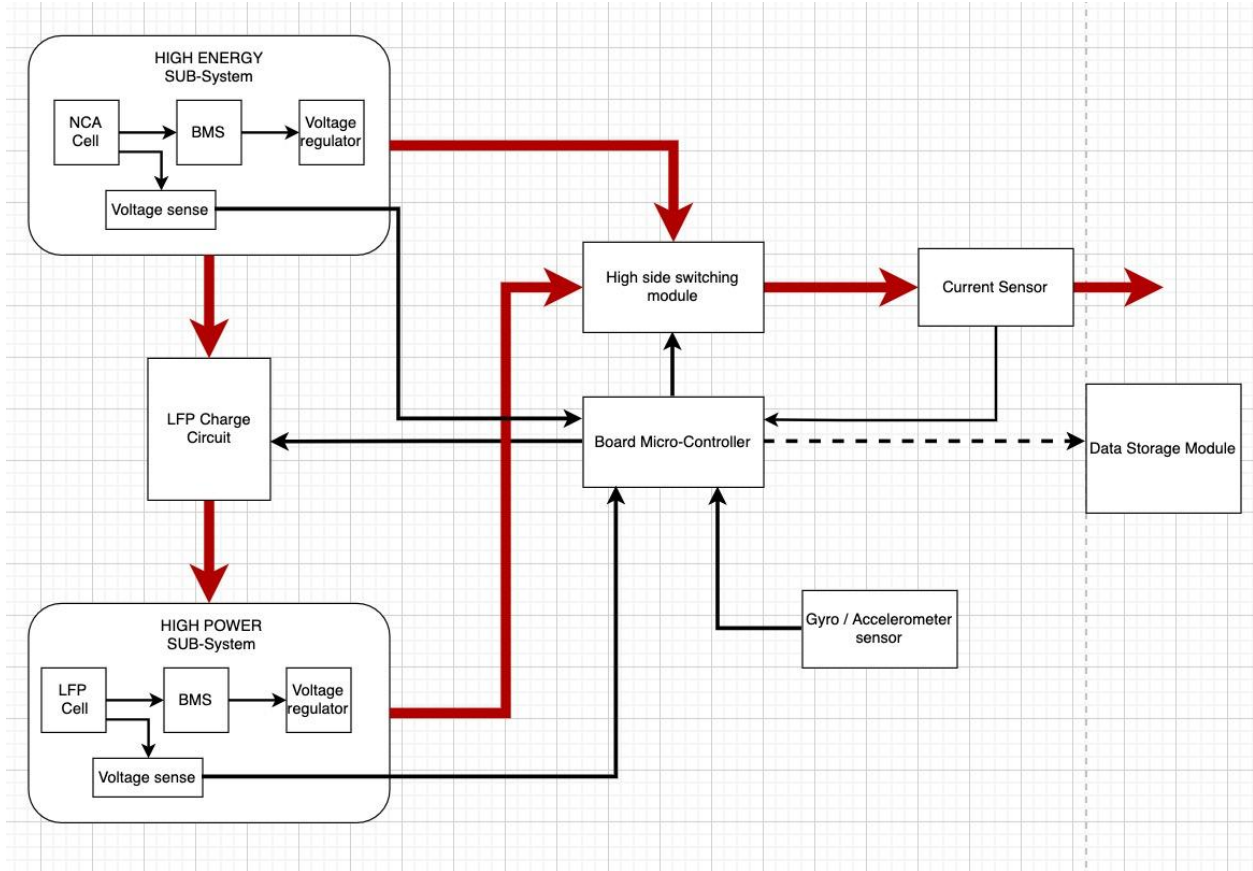 HIGH ENERGY
SUB-System
NCA
Cell
BMS
Voltage
regulator
Voltage sense
High side switching
module
Current Sensor
LFP Charge
Circuit
Board Micro-Controller
Data Storage Module
Gyro / Accelerometer
sensor
HIGH POWER
SUB-System
LFP
Cell
BMS
Voltage
regulator
Voltage sense